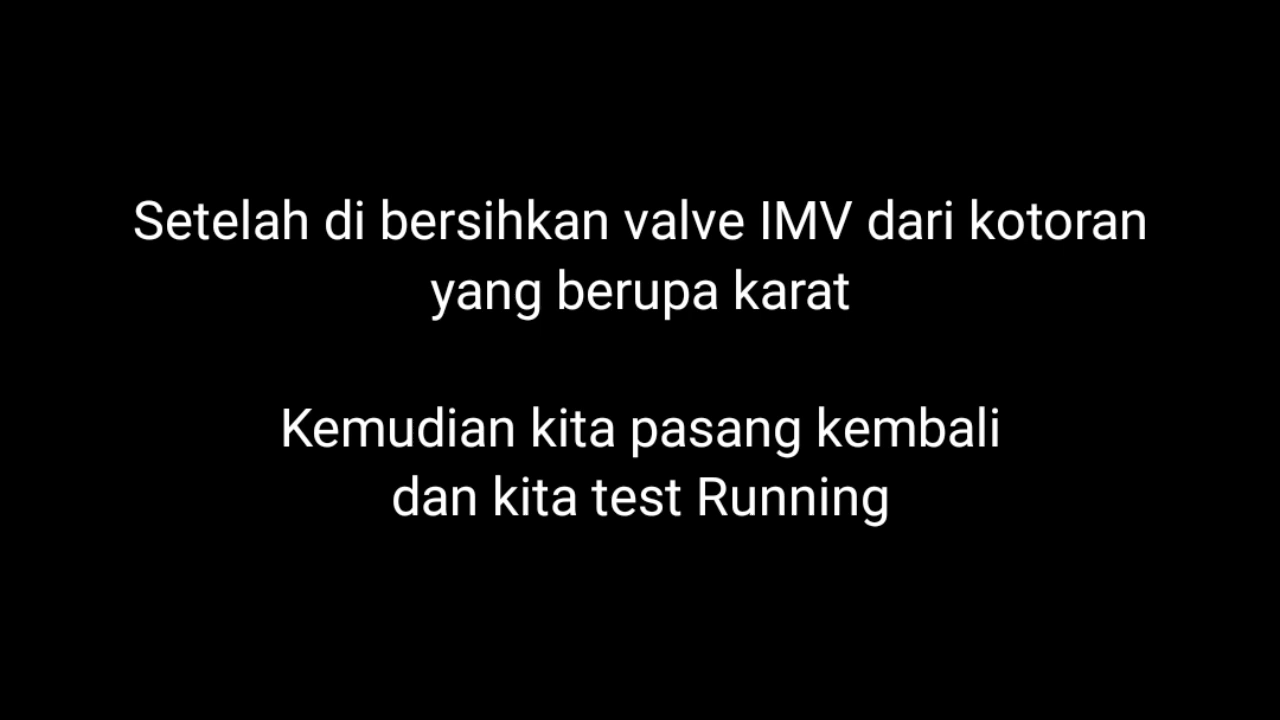 Setelah di bersihkan valve IMV dari kotoran
yang berupa karat
Kemudian kita pasang kembali
dan kita test Running